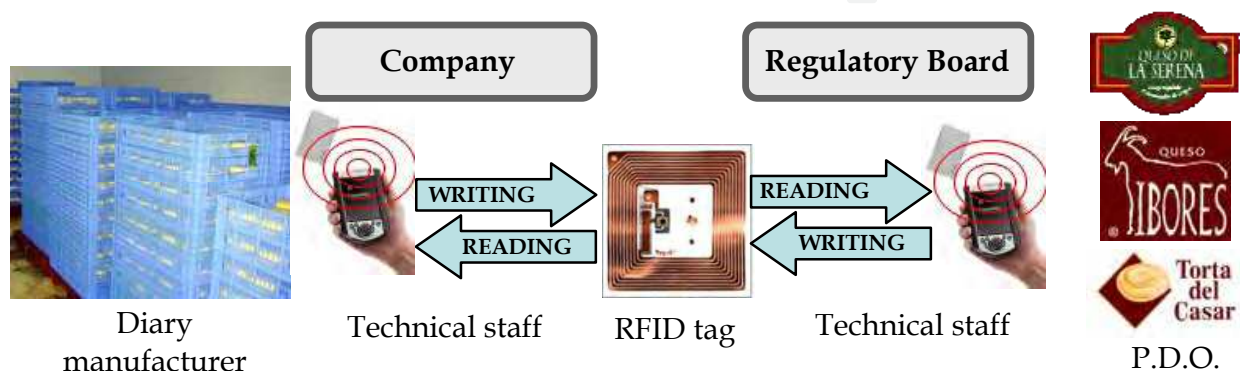 Company
Regulatory Board
QUESO DE
LA SERENA
QUESO
IBORES
®
WRITING
READING
READING
WRITING
Torta
del
Casar
Diary
manufacturer
Technical staff
RFID tag
Technical staff
P.D.O.